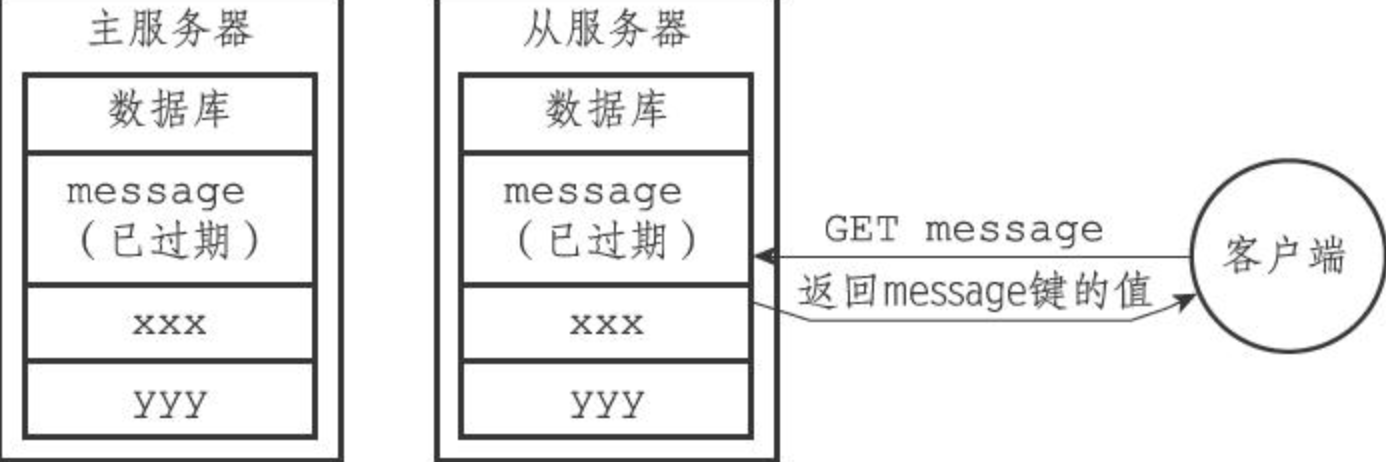 主服务器
数据库
message
（已过期）
xxx
yyy
从服务器
数据库
message
（已过期）
xxx
yyy
GET message
返回message键的值
客户端